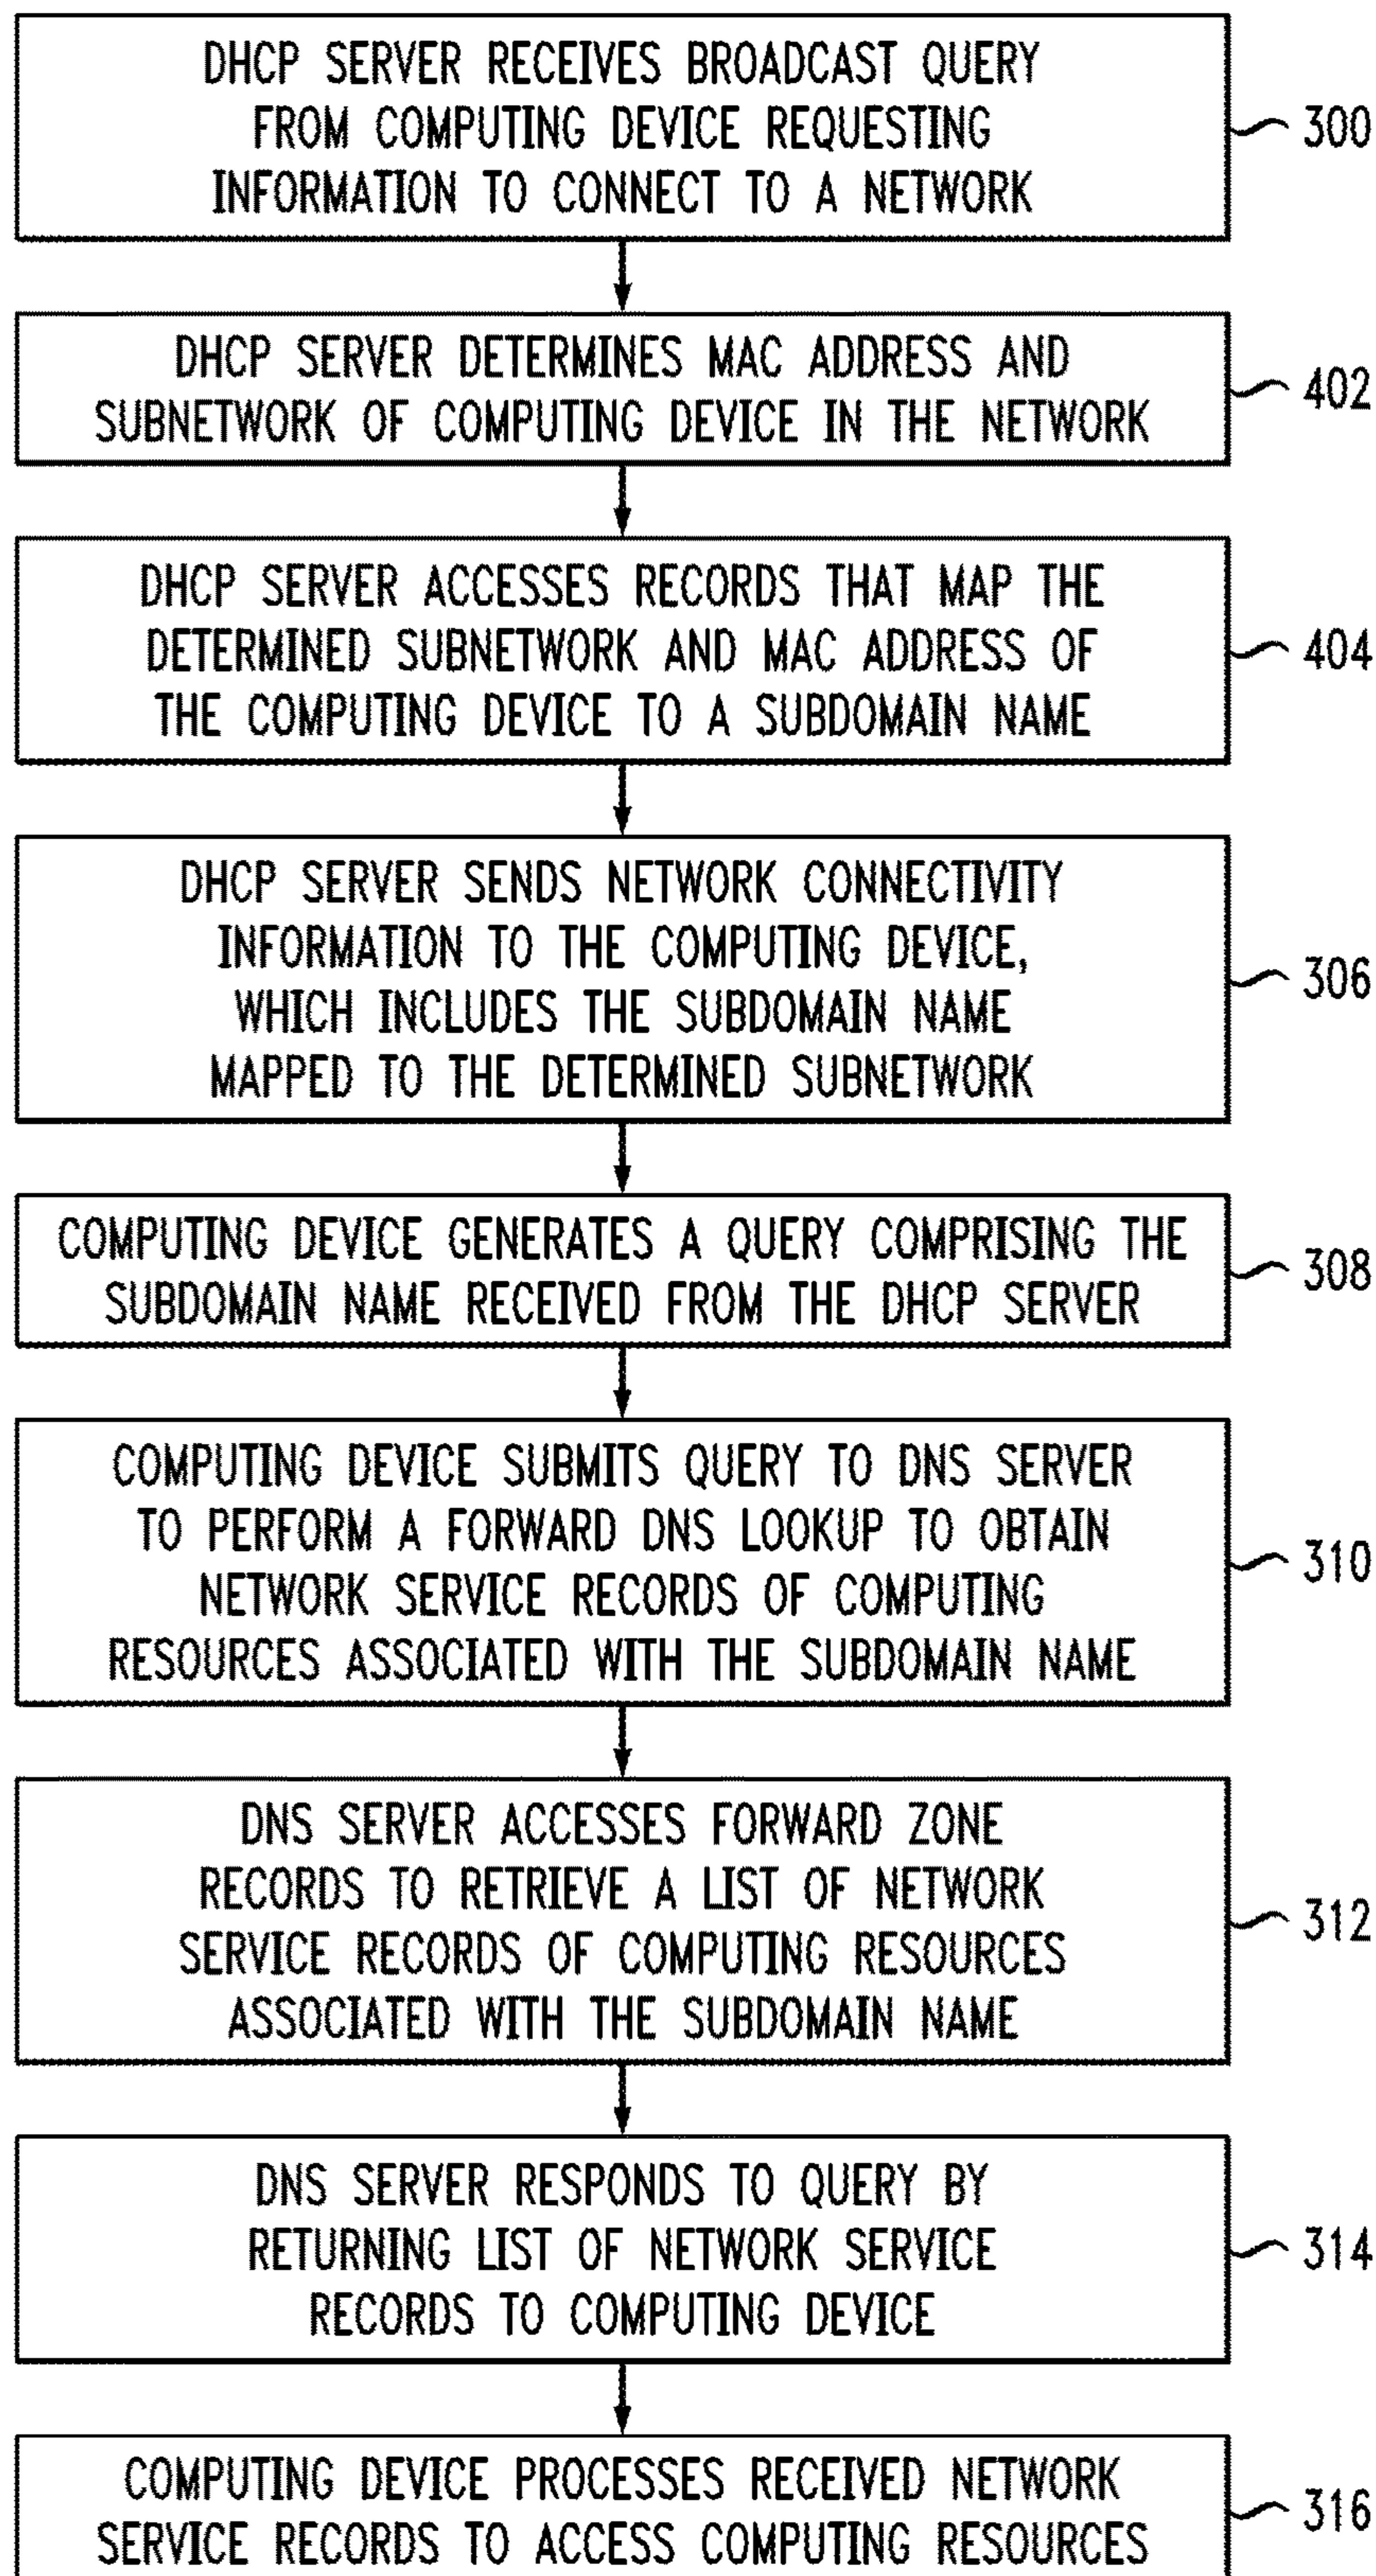 DHCP SERVER RECEIVES BROADCAST QUERY
FROM COMPUTING DEVICE REQUESTING
INFORMATION TO CONNECT TO A NETWORK
300
DHCP SERVER DETERMINES MAC ADDRESS AND
SUBNETWORK OF COMPUTING DEVICE IN THE NETWORK
402
DHCP SERVER ACCESSES RECORDS THAT MAP THE
DETERMINED SUBNETWORK AND MAC ADDRESS OF
THE COMPUTING DEVICE TO A SUBDOMAIN NAME
404
DHCP SERVER SENDS NETWORK CONNECTIVITY
INFORMATION TO THE COMPUTING DEVICE,
WHICH INCLUDES THE SUBDOMAIN NAME
MAPPED TO THE DETERMINED SUBNETWORK
306
COMPUTING DEVICE GENERATES A QUERY COMPRISING THE
SUBDOMAIN NAME RECEIVED FROM THE DHCP SERVER
308
COMPUTING DEVICE SUBMITS QUERY TO DNS SERVER
TO PERFORM A FORWARD DNS LOOKUP TO OBTAIN
NETWORK SERVICE RECORDS OF COMPUTING
RESOURCES ASSOCIATED WITH THE SUBDOMAIN NAME
310
DNS SERVER ACCESSES FORWARD ZONE
RECORDS TO RETRIEVE A LIST OF NETWORK
SERVICE RECORDS OF COMPUTING RESOURCES
ASSOCIATED WITH THE SUBDOMAIN NAME
312
DNS SERVER RESPONDS TO QUERY BY
RETURNING LIST OF NETWORK SERVICE
RECORDS TO COMPUTING DEVICE
314
COMPUTING DEVICE PROCESSES RECEIVED NETWORK
SERVICE RECORDS TO ACCESS COMPUTING RESOURCES
316